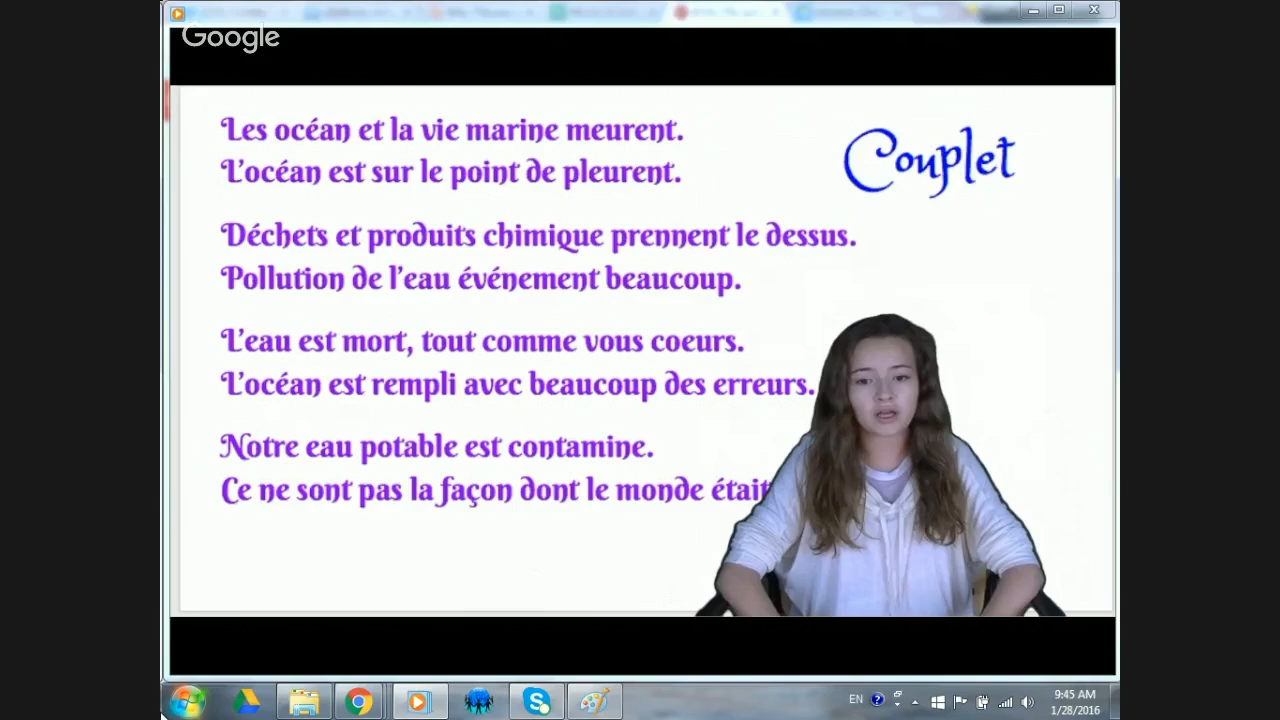 Google
Les océan et la vie marine meurent.
L'océan est sur le point de pleurent.
Couplet
Déchets et produits chimique prennent le dessus.
Pollution de l'eau événement beaucoup.
L'eau est mort, tout comme vous coeurs.
L'océan est rempli avec beaucoup des erreurs.
Notre eau potable est contamine.
Ce ne sont pas la façon dont le monde était
EN
9:45 AM
1/28/2016